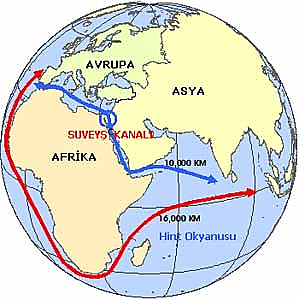 AVRUPA
ASYA
SUVEYŞ KANALI
AFRİKA
10,000 KM
16,000 KM
Hint Okyanusu